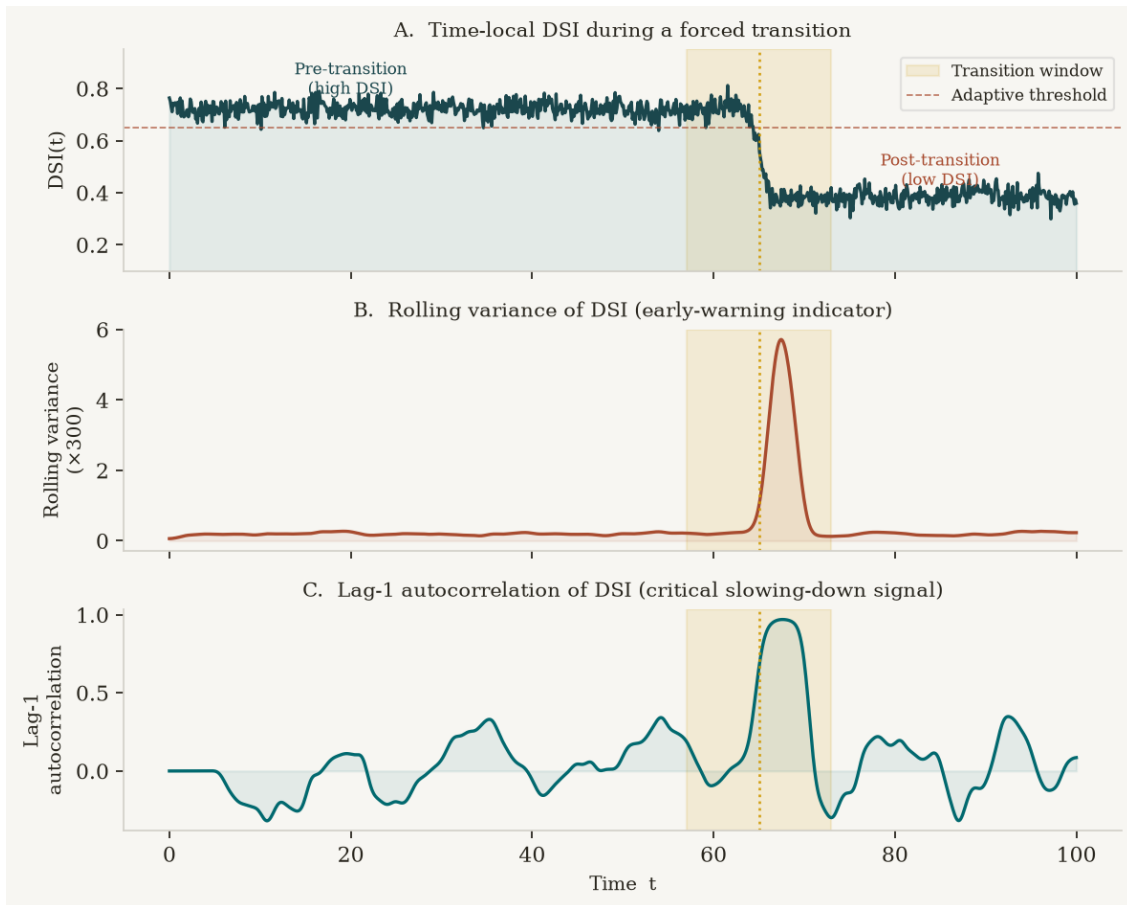 A.  Time-local DSI during a forced transition
Pre-transition
(high DSI)
Transition window
Adaptive threshold
Post-transition
(low DSI)
DSI(t)
0.8
0.6
0.4
0.2
B.  Rolling variance of DSI (early-warning indicator)
Rolling variance
(×300)
6
4
2
0
C.  Lag-1 autocorrelation of DSI (critical slowing-down signal)
Lag-1
autocorrelation
1.0
0.5
0.0
0 20 40 60 80 100
Time  t